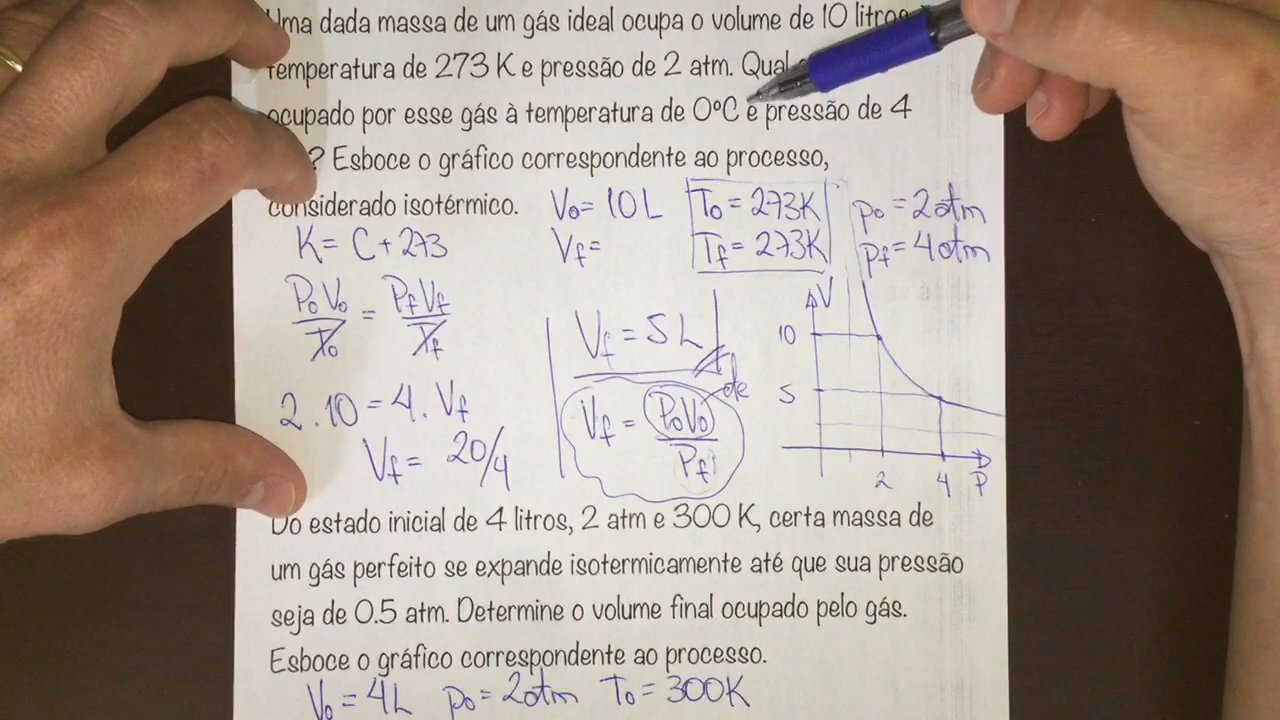 Uma dada massa de um gás ideal ocupa o volume de 10 litros
temperatura de 273 K e pressão de 2 atm. Qual
ocupado por esse gás à temperatura de 0ºC e pressão de 4
? Esboce o gráfico correspondente ao processo,
considerado isotérmico.
V₀= 10L T₀ = 273K p₀ = 2atm
K= C + 273 Vf= Tf = 273K pf = 4atm
P₀V₀/T₀ = PfVf/Tf
2.10 = 4.Vf
Vf = 20/4
Vf = 5L
Vf = P₀V₀/Pf
V
10
5
2 4 P
Do estado inicial de 4 litros, 2 atm e 300 K, certa massa de
um gás perfeito se expande isotermicamente até que sua pressão
seja de 0.5 atm. Determine o volume final ocupado pelo gás.
Esboce o gráfico correspondente ao processo.
V₀ = 4L p₀ = 2atm T₀ = 300K